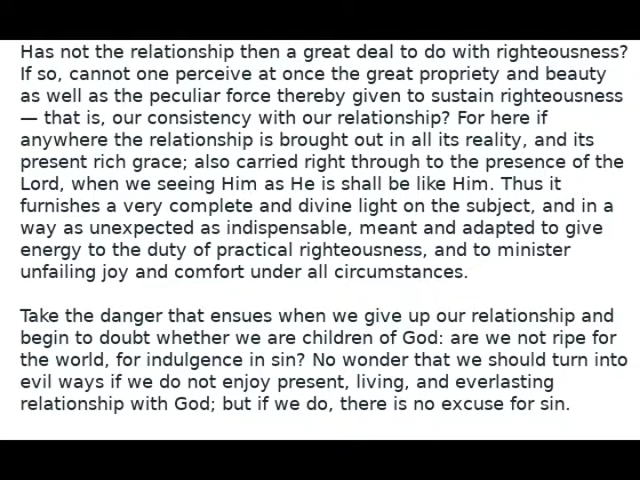 Has not the relationship then a great deal to do with righteousness?
If so, cannot one perceive at once the great propriety and beauty
as well as the peculiar force thereby given to sustain righteousness
— that is, our consistency with our relationship? For here if
anywhere the relationship is brought out in all its reality, and its
present rich grace; also carried right through to the presence of the
Lord, when we seeing Him as He is shall be like Him. Thus it
furnishes a very complete and divine light on the subject, and in a
way as unexpected as indispensable, meant and adapted to give
energy to the duty of practical righteousness, and to minister
unfailing joy and comfort under all circumstances.
Take the danger that ensues when we give up our relationship and
begin to doubt whether we are children of God: are we not ripe for
the world, for indulgence in sin? No wonder that we should turn into
evil ways if we do not enjoy present, living, and everlasting
relationship with God; but if we do, there is no excuse for sin.